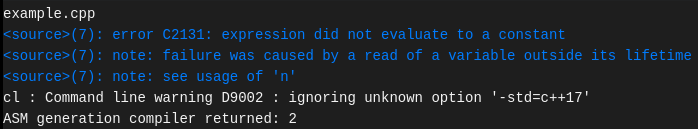 example.cpp
<source>(7): error C2131: expression did not evaluate to a constant
<source>(7): note: failure was caused by a read of a variable outside its lifetime
<source>(7): note: see usage of 'n'
cl : Command line warning D9002 : ignoring unknown option '-std=c++17'
ASM generation compiler returned: 2